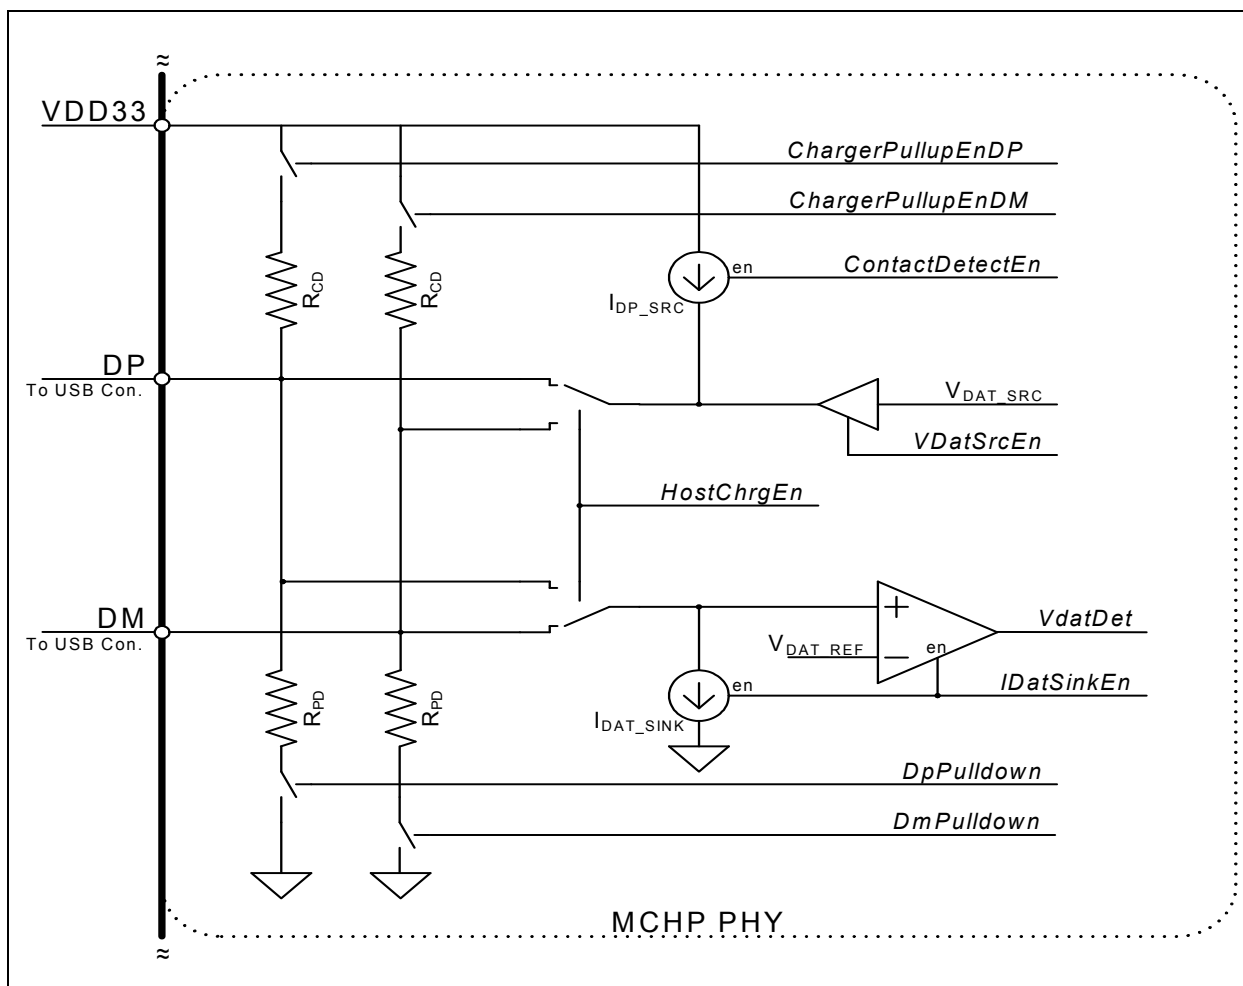 ≈
VDD33
ChargerPullupEnDP
ChargerPullupEnDM
en
ContactDetectEn
RCD
RCD
IDP_SRC
DP
To USB Con.
VDAT_SRC
VDatSrcEn
HostChrgEn
DM
To USB Con.
+
VdatDet
VDAT_REF
−
en
en
IDatSinkEn
RPD
RPD
IDAT_SINK
DpPulldown
DmPulldown
MCHP PHY
≈